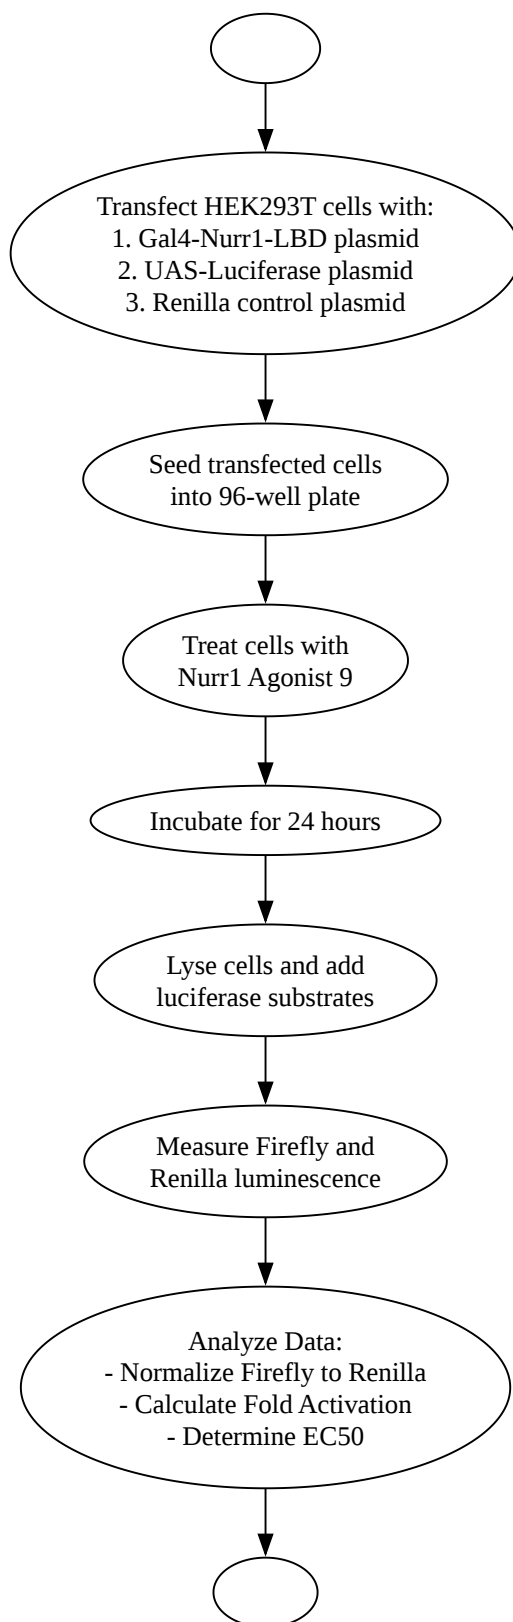 Transfect HEK293T cells with:
1. Gal4-Nurr1-LBD plasmid
2. UAS-Luciferase plasmid
3. Renilla control plasmid
Seed transfected cells
into 96-well plate
Treat cells with
Nurr1 Agonist 9
Incubate for 24 hours
Lyse cells and add
luciferase substrates
Measure Firefly and
Renilla luminescence
Analyze Data:
- Normalize Firefly to Renilla
- Calculate Fold Activation
- Determine EC50